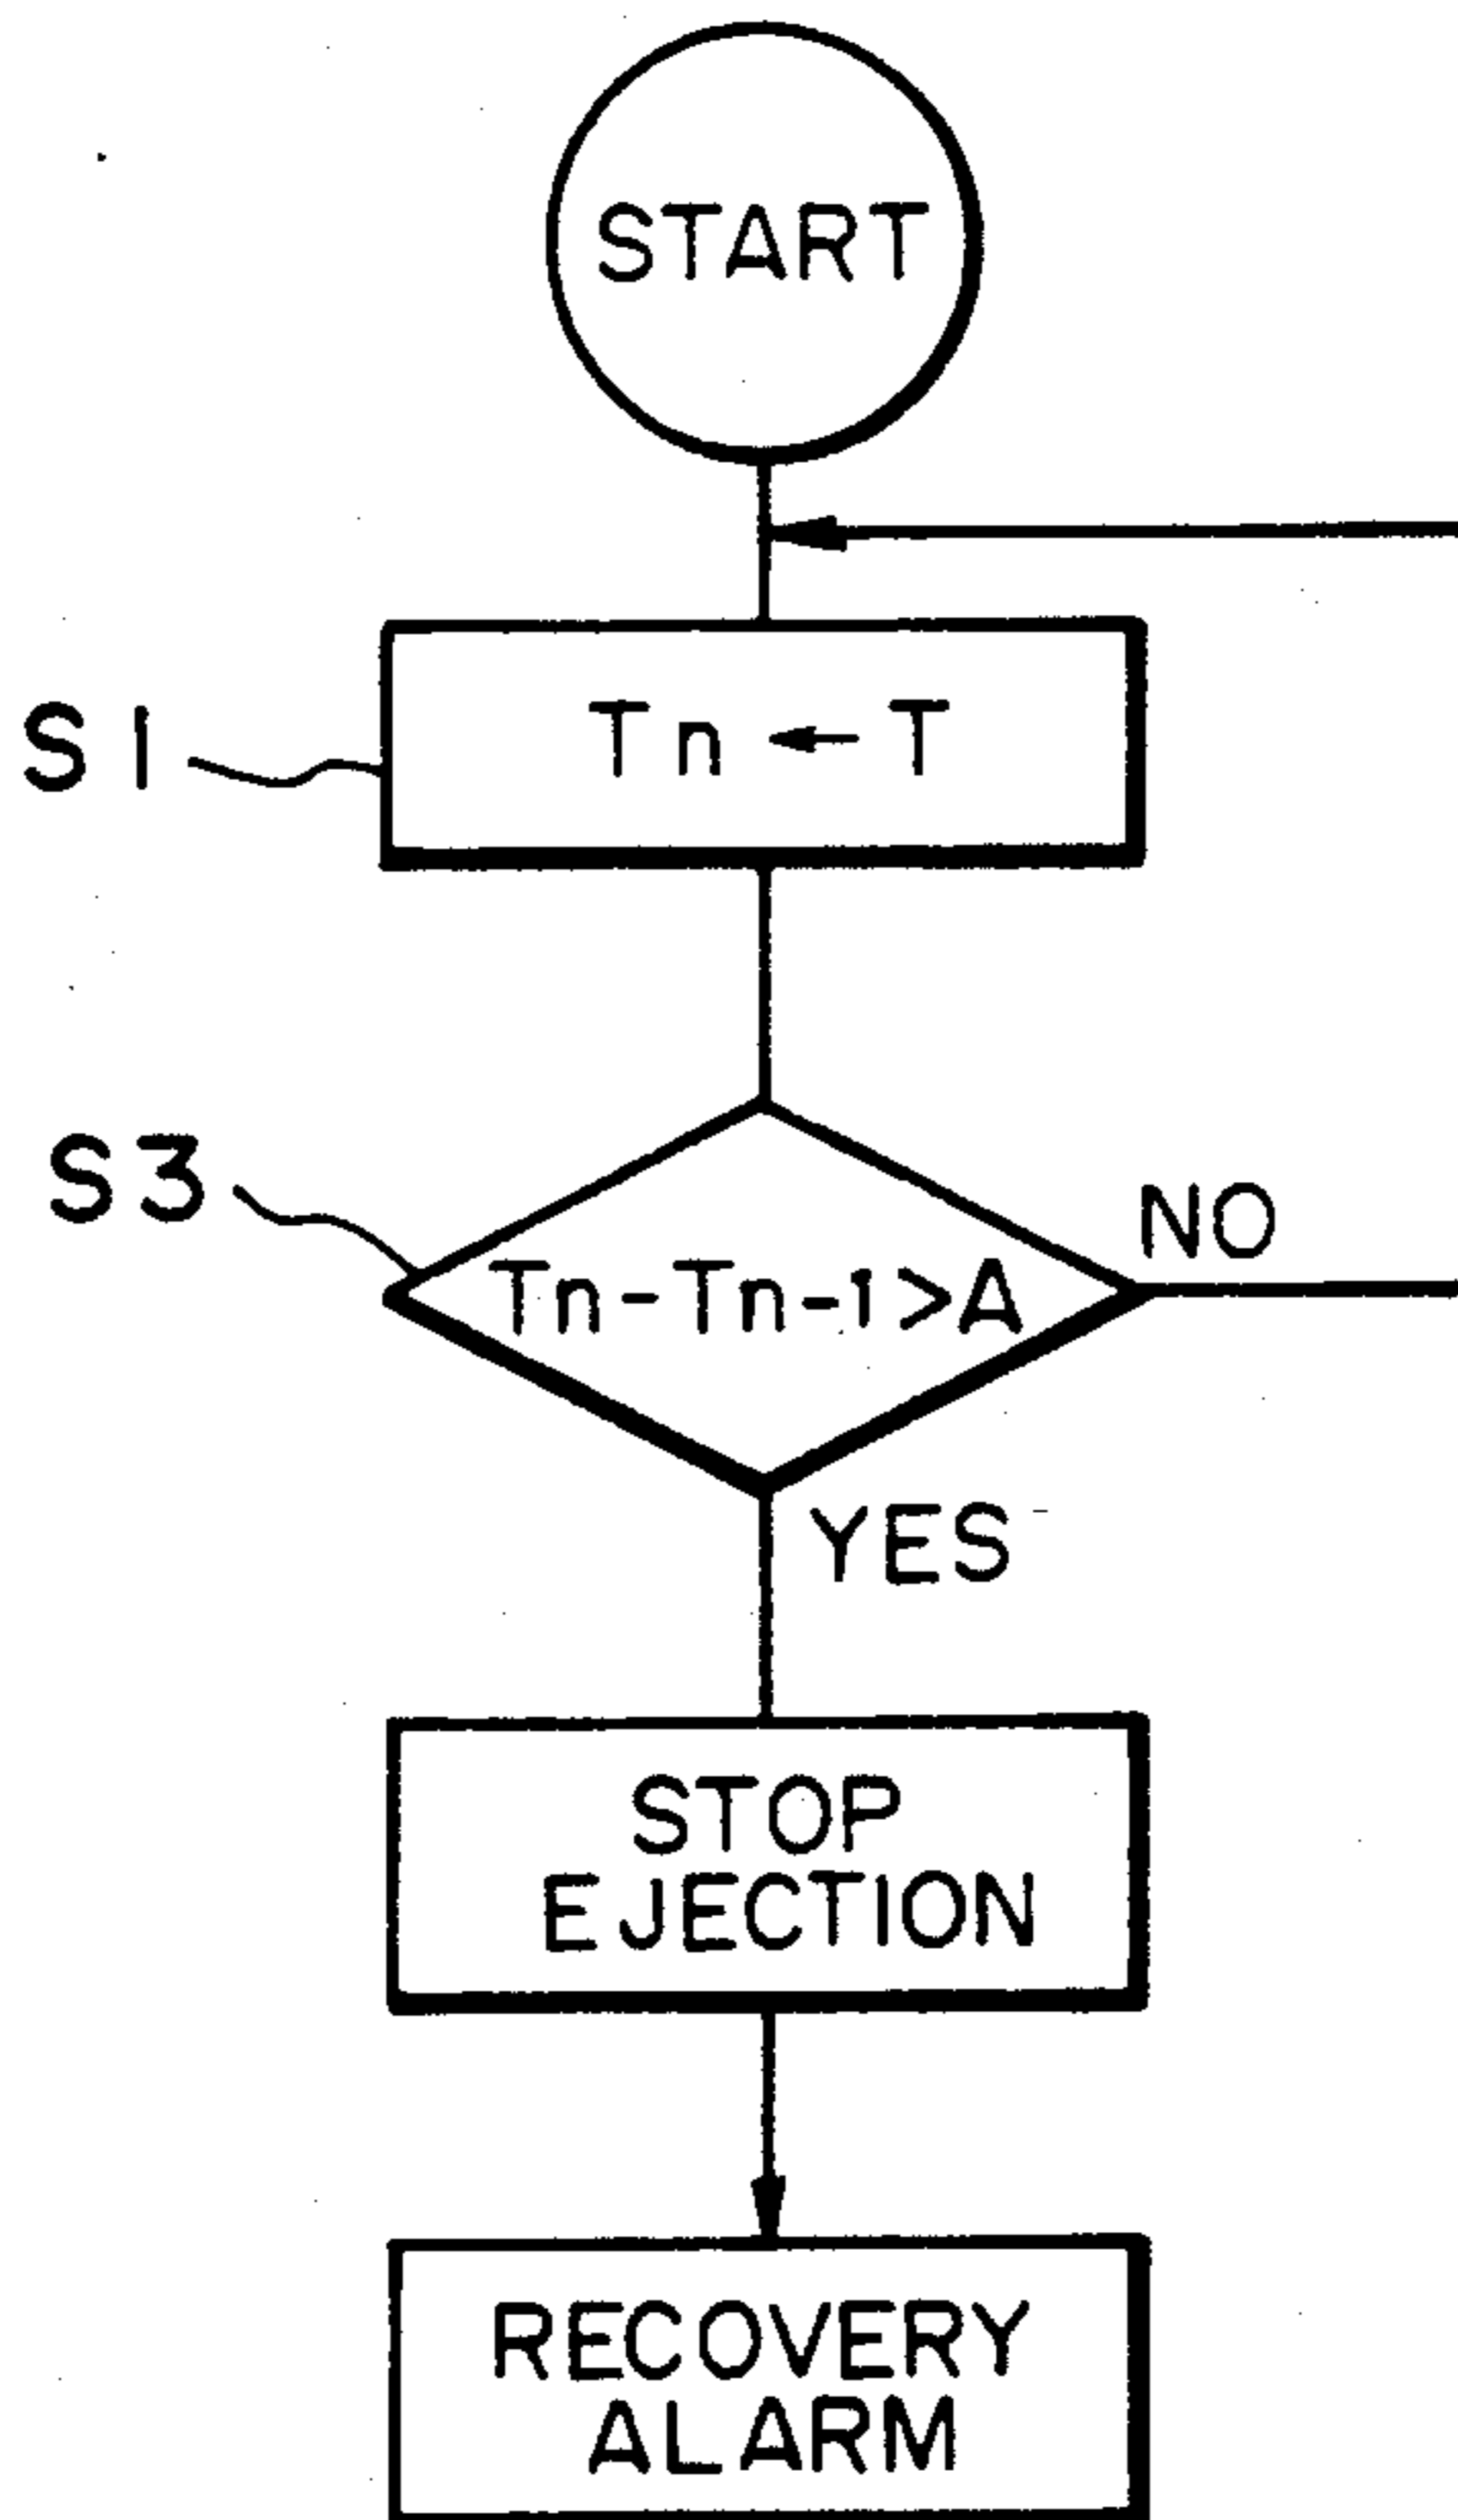 START
S1
Tn ← T
S3
Tn-Tn-1>A
NO
YES
STOP
EJECTION
RECOVERY
ALARM